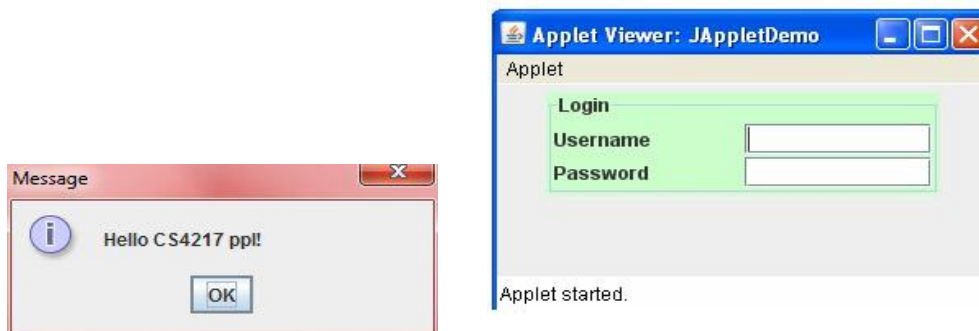 Message
Hello CS4217 ppl!
OK
Applet Viewer: JAppletDemo
Applet
Login
Username
Password
Applet started.